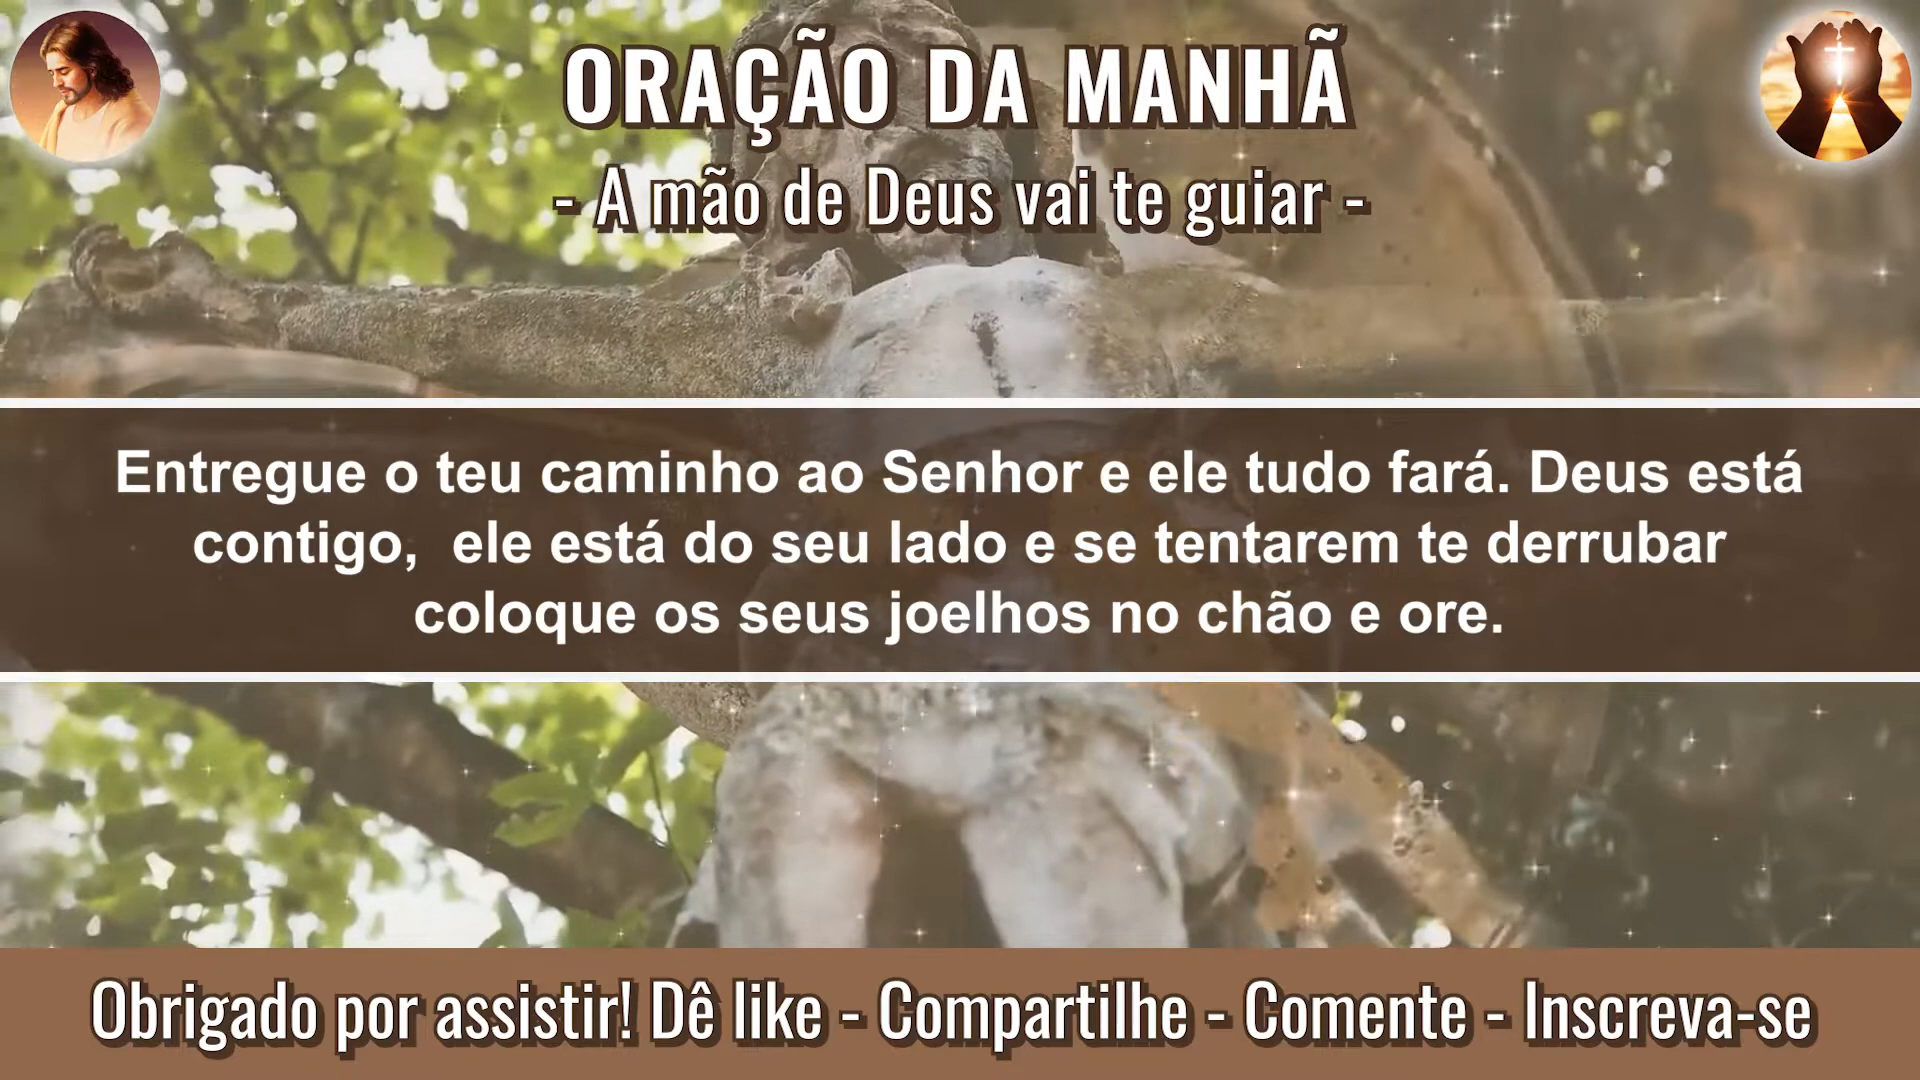 ORAÇÃO DA MANHÃ
- A mão de Deus vai te guiar -
Entregue o teu caminho ao Senhor e ele tudo fará. Deus está
contigo,  ele está do seu lado e se tentarem te derrubar
coloque os seus joelhos no chão e ore.
Obrigado por assistir! Dê like - Compartilhe - Comente - Inscreva-se